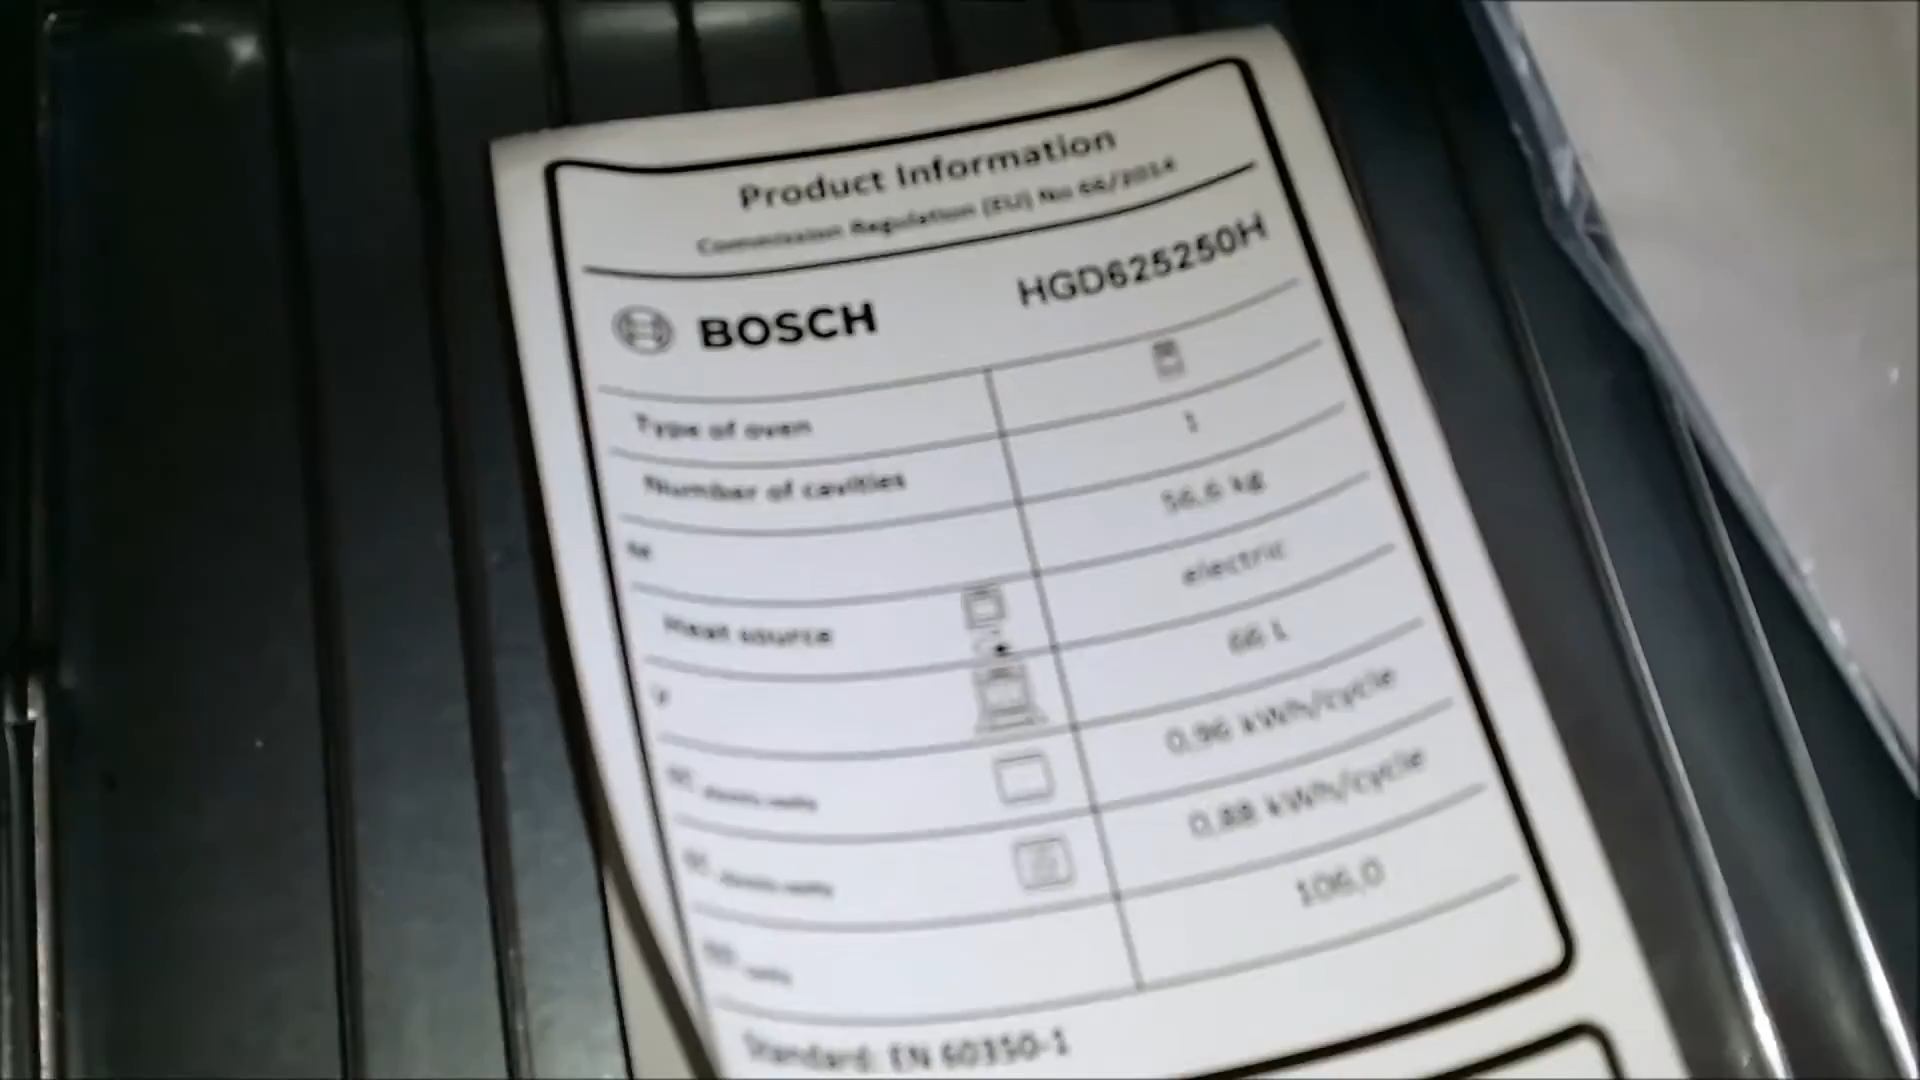 Product Information
Commission Regulation (EU) No 66/2014
BOSCH HGD625250H
Type of oven
Number of cavities 1
M 56,6 kg
Heat source electric
V 66 L
EC 0,96 kWh/cycle
EC 0,88 kWh/cycle
106,0
Standard: EN 60350-1